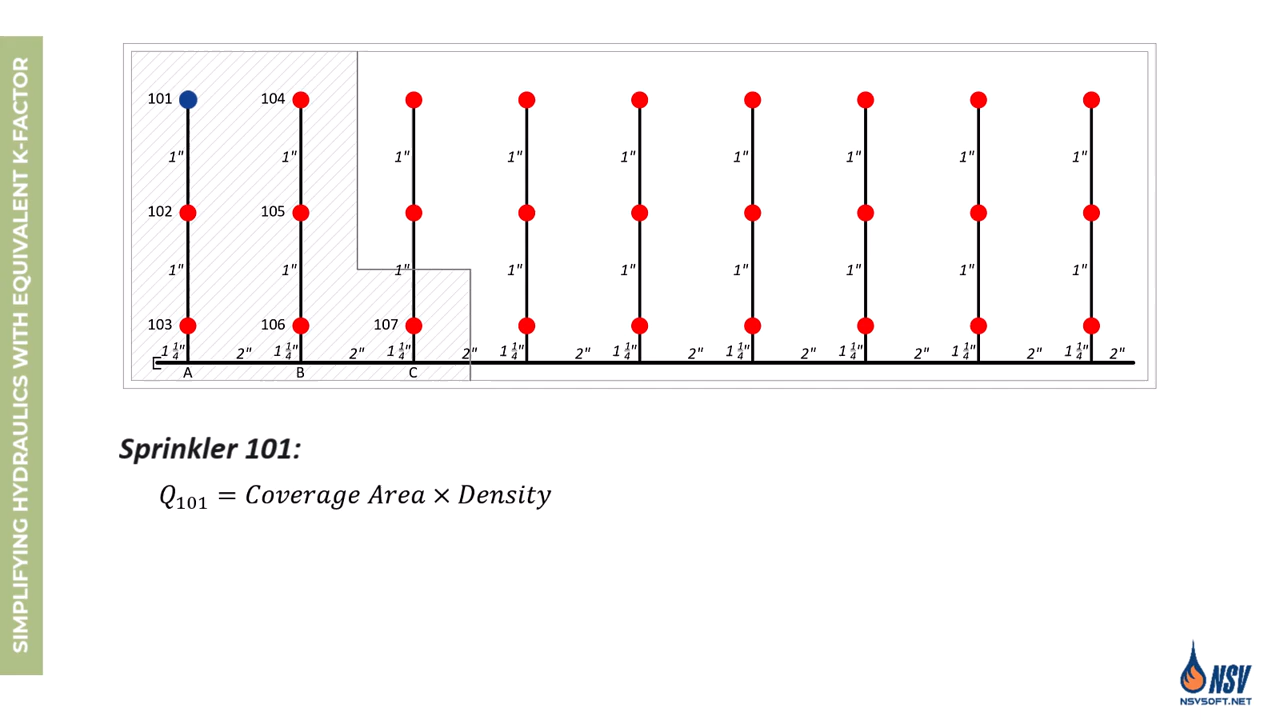 SIMPLIFYING HYDRAULICS WITH EQUIVALENT K-FACTOR
101 104
1" 1" 1" 1" 1" 1" 1" 1" 1"
102 105
1" 1" 1" 1" 1" 1" 1" 1" 1"
103 106 107
1 1/4" 2" 1 1/4" 2" 1 1/4" 2" 1 1/4" 2" 1 1/4" 2" 1 1/4" 2" 1 1/4" 2" 1 1/4" 2" 1 1/4" 2"
A B C
Sprinkler 101:
Q₁₀₁ = Coverage Area × Density
NSV
NSVSOFT.NET